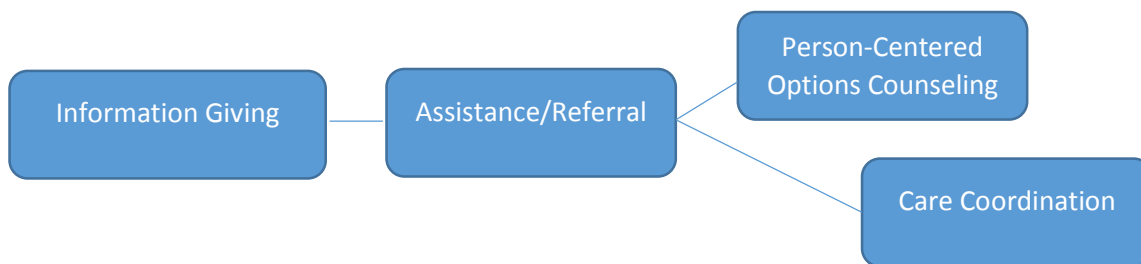 Information Giving
Assistance/Referral
Person-Centered
Options Counseling
Care Coordination